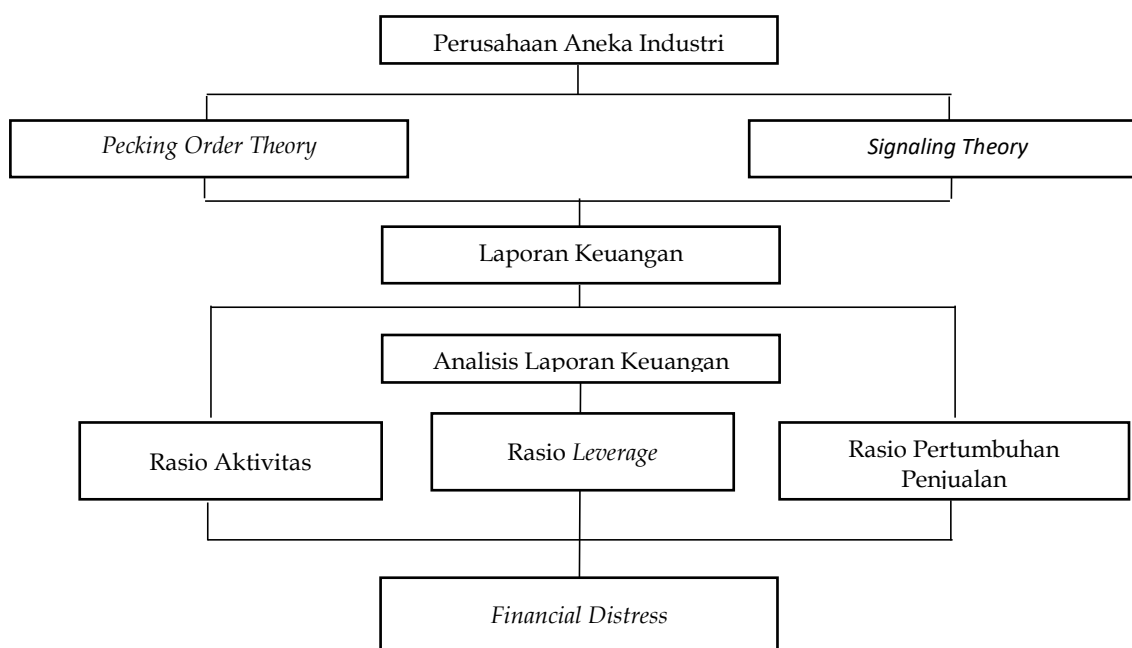 Perusahaan Aneka Industri
Pecking Order Theory
Signaling Theory
Laporan Keuangan
Analisis Laporan Keuangan
Rasio Aktivitas
Rasio Leverage
Rasio Pertumbuhan
Penjualan
Financial Distress